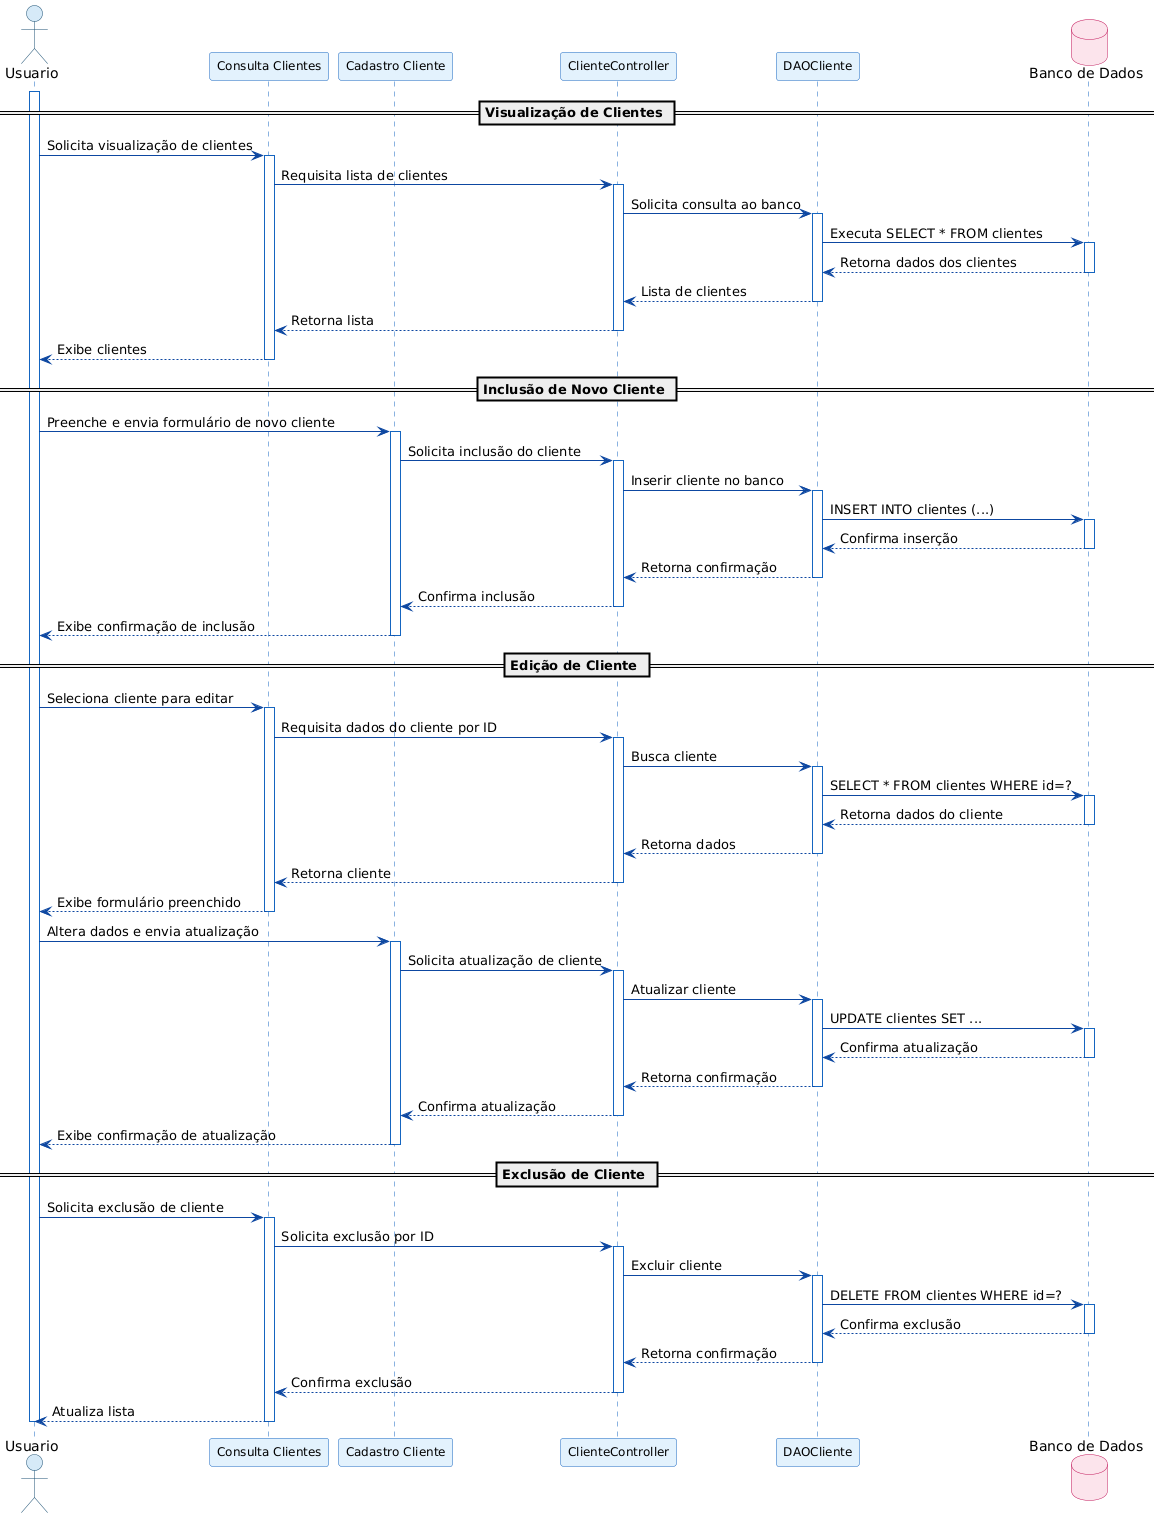 Usuario
Consulta Clientes
Cadastro Cliente
ClienteController
DAOCliente
Banco de Dados
Visualização de Clientes
Solicita visualização de clientes
Requisita lista de clientes
Solicita consulta ao banco
Executa SELECT * FROM clientes
Retorna dados dos clientes
Lista de clientes
Retorna lista
Exibe clientes
Inclusão de Novo Cliente
Preenche e envia formulário de novo cliente
Solicita inclusão do cliente
Inserir cliente no banco
INSERT INTO clientes (...)
Confirma inserção
Retorna confirmação
Confirma inclusão
Exibe confirmação de inclusão
Edição de Cliente
Seleciona cliente para editar
Requisita dados do cliente por ID
Busca cliente
SELECT * FROM clientes WHERE id=?
Retorna dados do cliente
Retorna dados
Retorna cliente
Exibe formulário preenchido
Altera dados e envia atualização
Solicita atualização de cliente
Atualizar cliente
UPDATE clientes SET ...
Confirma atualização
Retorna confirmação
Confirma atualização
Exibe confirmação de atualização
Exclusão de Cliente
Solicita exclusão de cliente
Solicita exclusão por ID
Excluir cliente
DELETE FROM clientes WHERE id=?
Confirma exclusão
Retorna confirmação
Confirma exclusão
Atualiza lista
Usuario
Consulta Clientes
Cadastro Cliente
ClienteController
DAOCliente
Banco de Dados